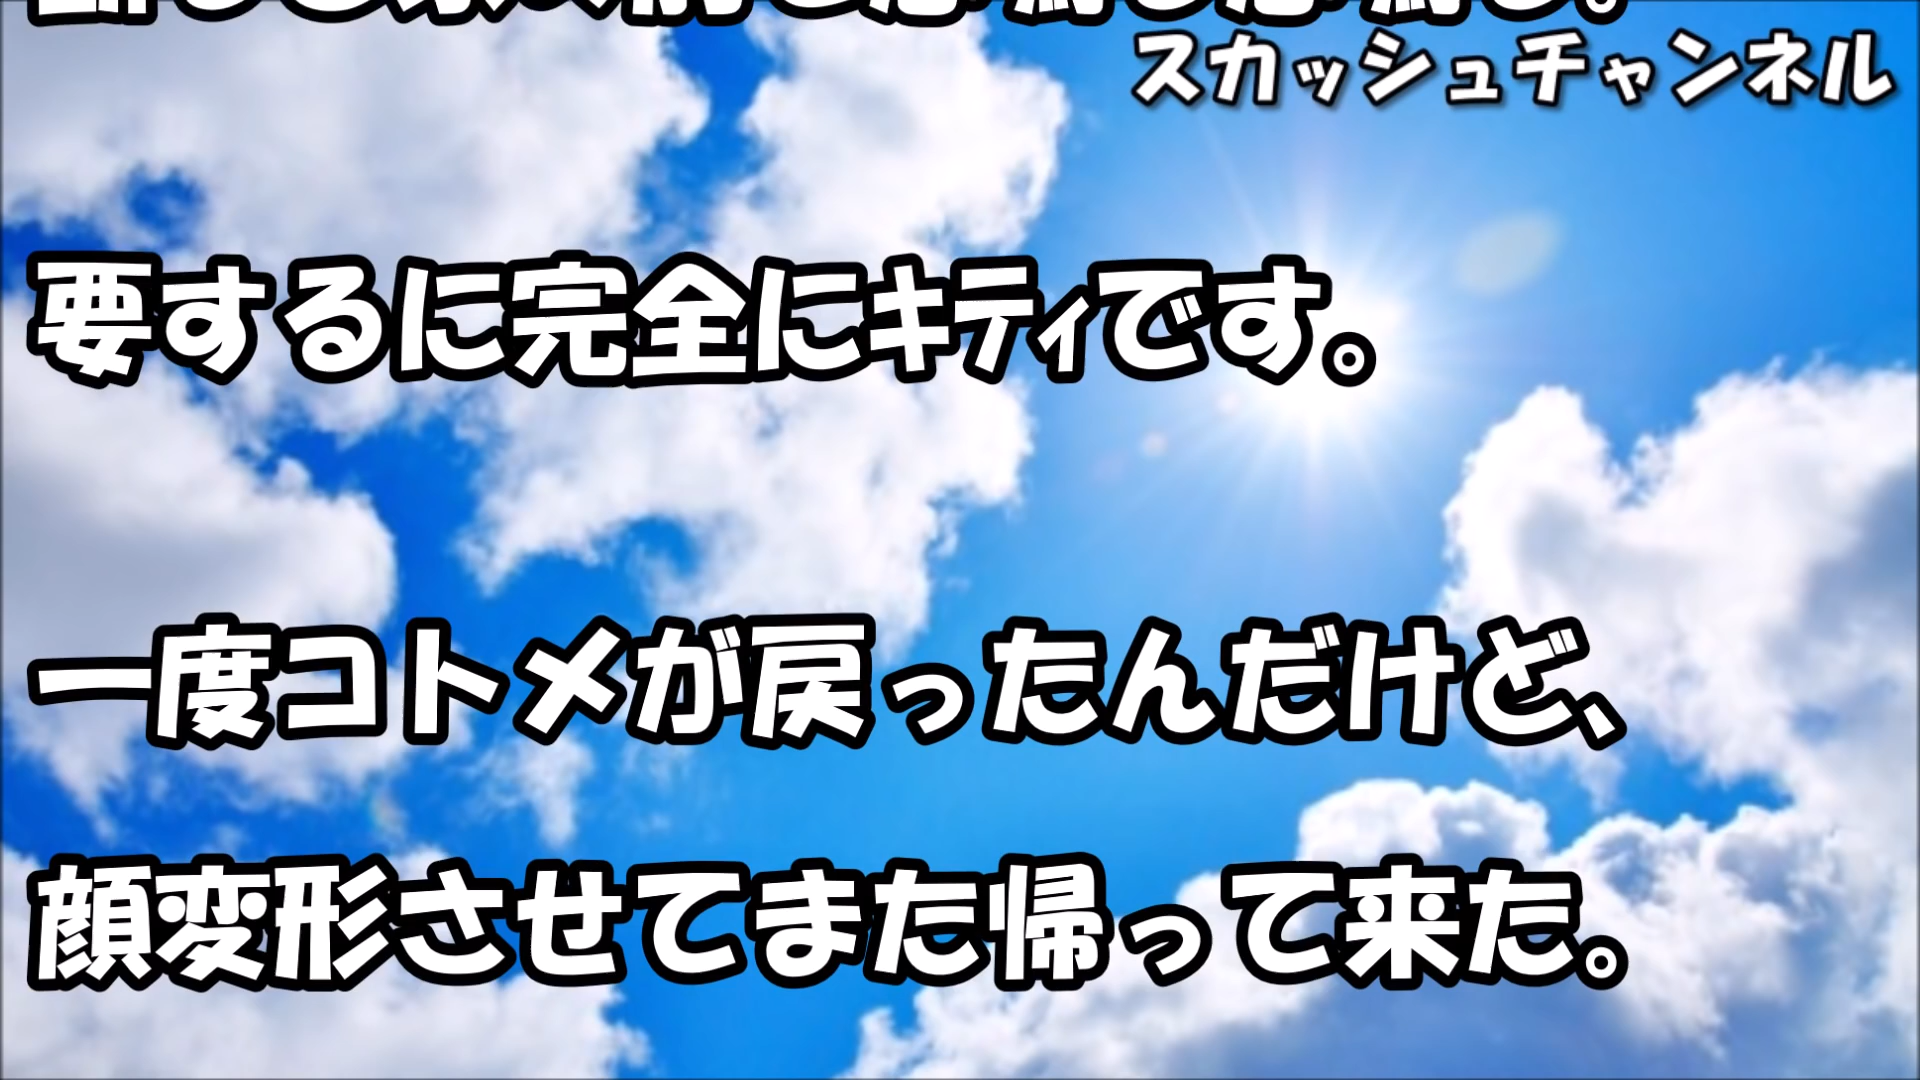 スカッシュチャンネル
要するに完全にｷﾃｨです。
一度コトメが戻ったんだけど、
顔変形させてまた帰って来た。